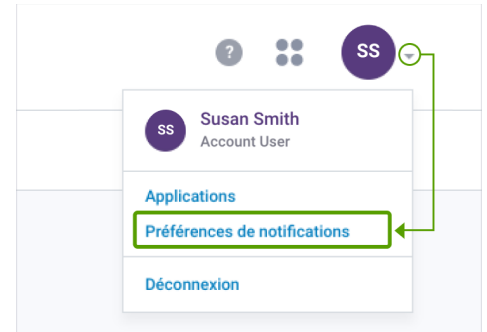 ?
SS
SS
Susan Smith
Account User
Applications
Préférences de notifications
Déconnexion